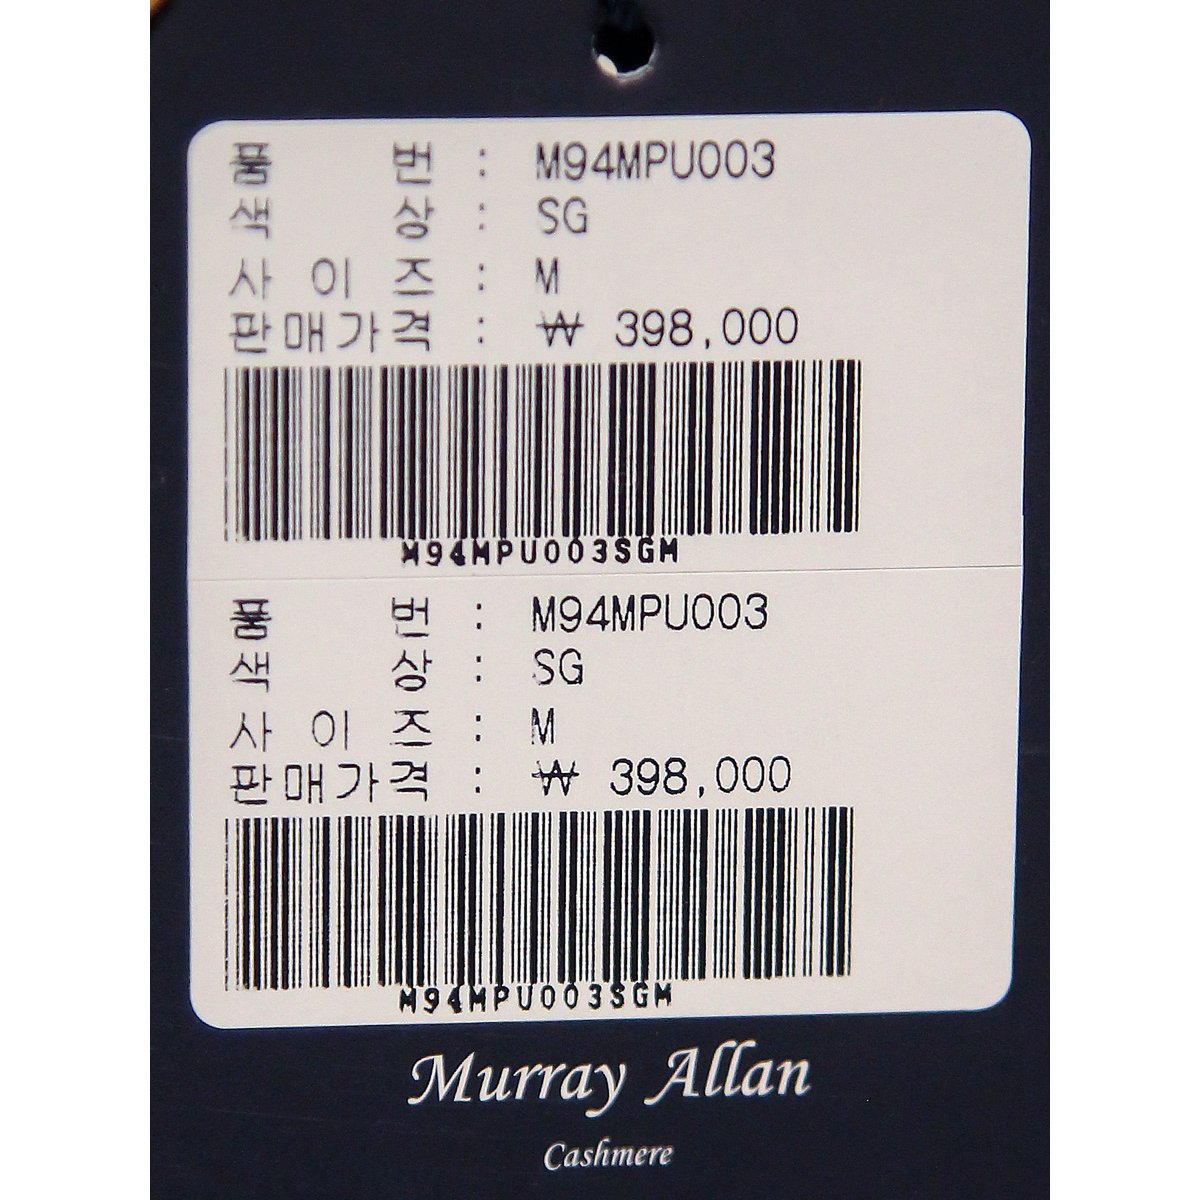 품 번 : M94MPU003
색 상 : SG
사 이 즈 : M
판매가격 : ₩ 398,000
M94MPU003SGM
품 번 : M94MPU003
색 상 : SG
사 이 즈 : M
판매가격 : ₩ 398,000
M94MPU003SGM
Murray Allan
Cashmere